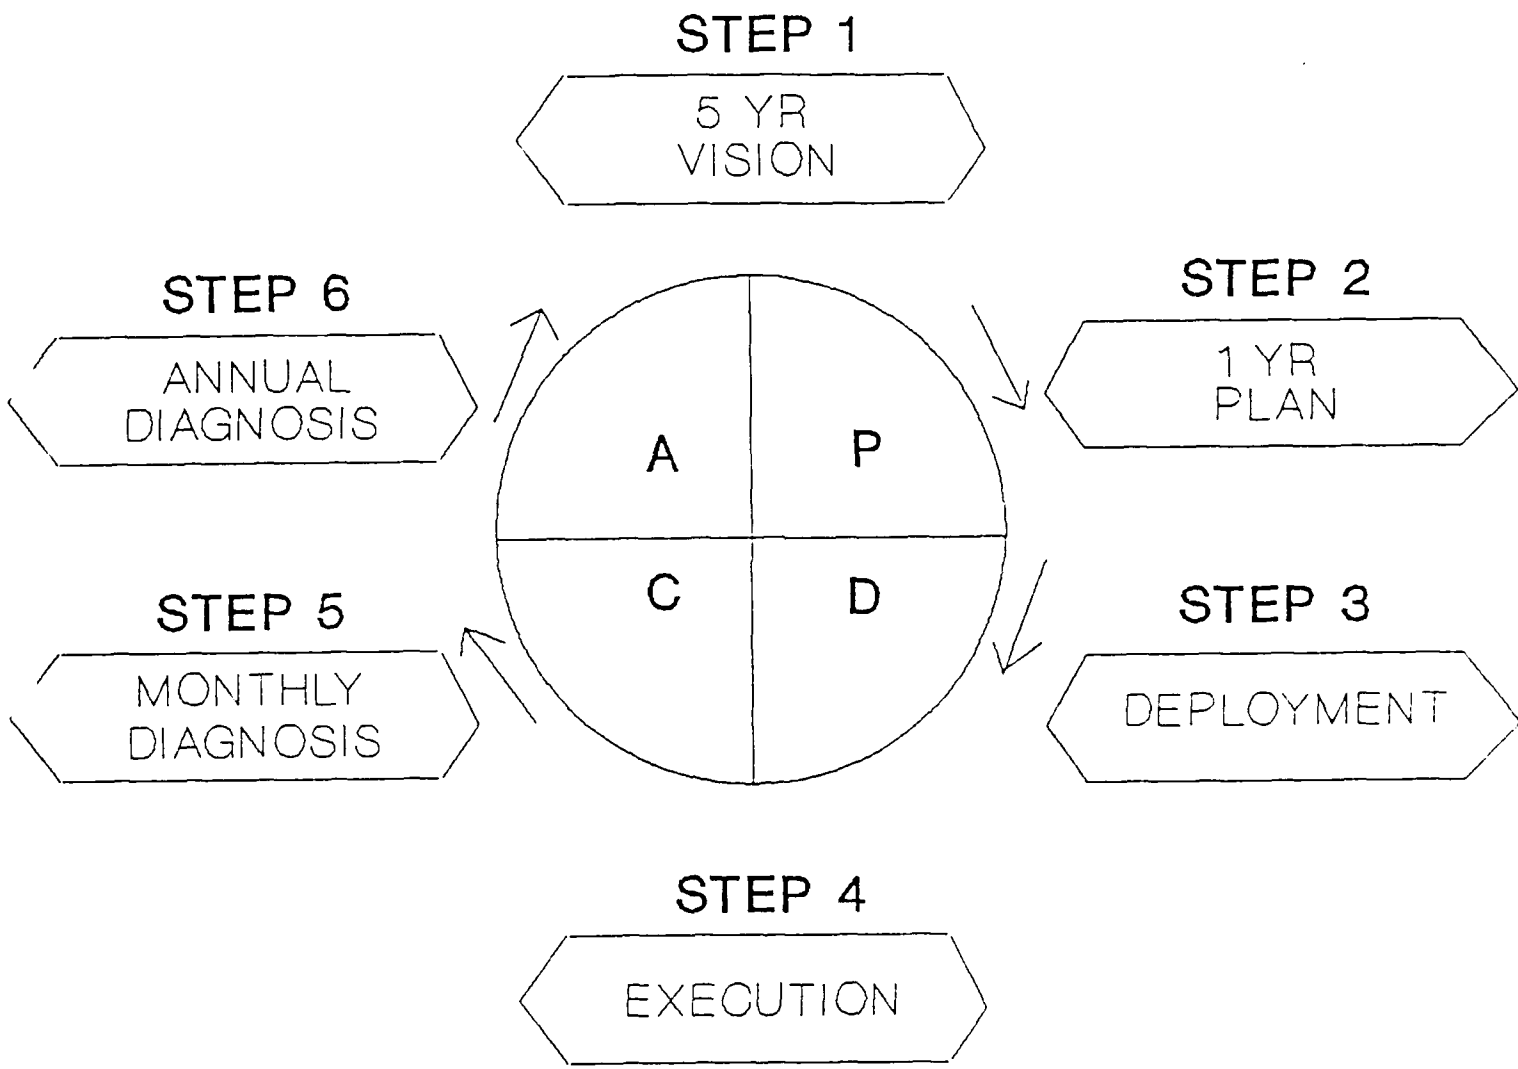 STEP 1
5 YR
VISION
STEP 2
1 YR
PLAN
STEP 3
DEPLOYMENT
STEP 4
EXECUTION
STEP 5
MONTHLY
DIAGNOSIS
STEP 6
ANNUAL
DIAGNOSIS
A P
C D